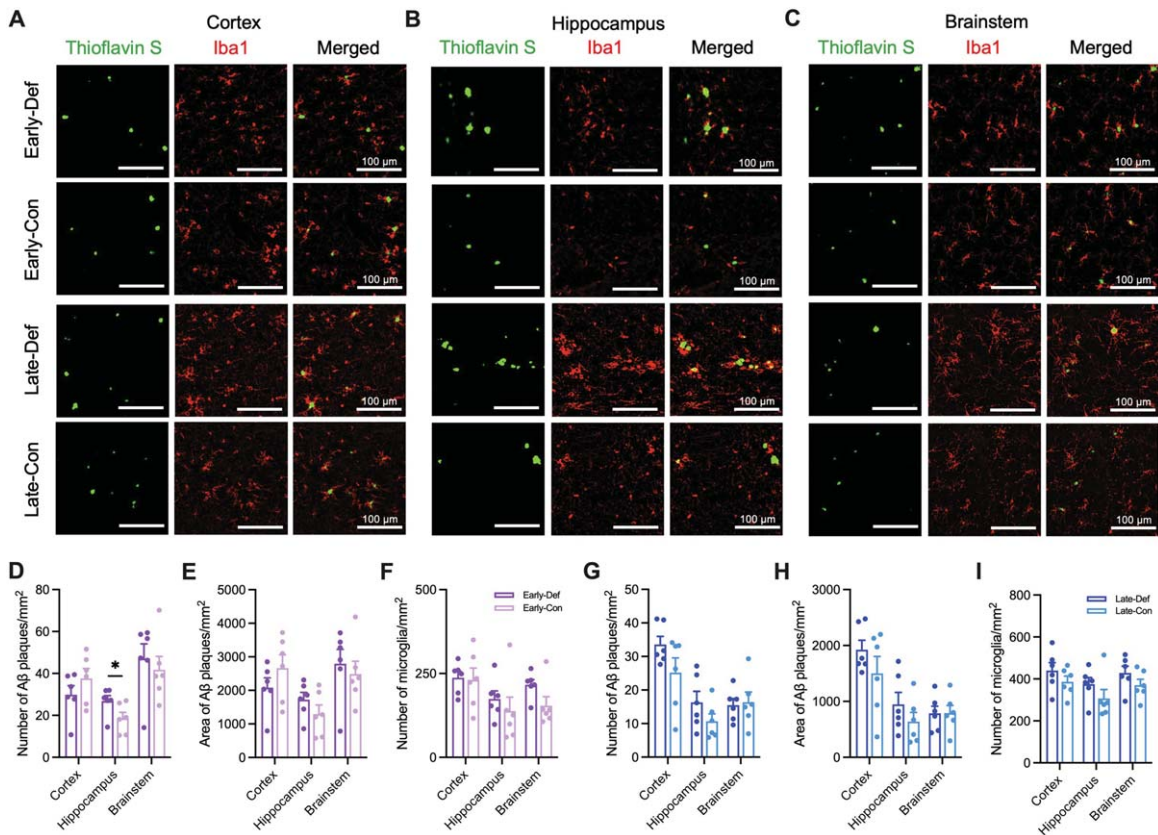 A Cortex
Thioflavin S Iba1 Merged
B Hippocampus
Thioflavin S Iba1 Merged
C Brainstem
Thioflavin S Iba1 Merged
Early-Def
100 µm
100 µm
100 µm
Early-Con
100 µm
100 µm
100 µm
Late-Def
100 µm
100 µm
100 µm
Late-Con
100 µm
100 µm
100 µm
D
Number of Aβ plaques/mm²
80
60
40
20
0
*
Cortex
Hippocampus
Brainstem
E
Area of Aβ plaques/mm²
5000
4000
3000
2000
1000
0
Cortex
Hippocampus
Brainstem
F
Number of microglia/mm²
500
250
0
Early-Def
Early-Con
Cortex
Hippocampus
Brainstem
G
Number of Aβ plaques/mm²
50
40
30
20
10
0
Cortex
Hippocampus
Brainstem
H
Area of Aβ plaques/mm²
3000
2000
1000
0
Cortex
Hippocampus
Brainstem
I
Number of microglia/mm²
800
600
400
200
0
Late-Def
Late-Con
Cortex
Hippocampus
Brainstem